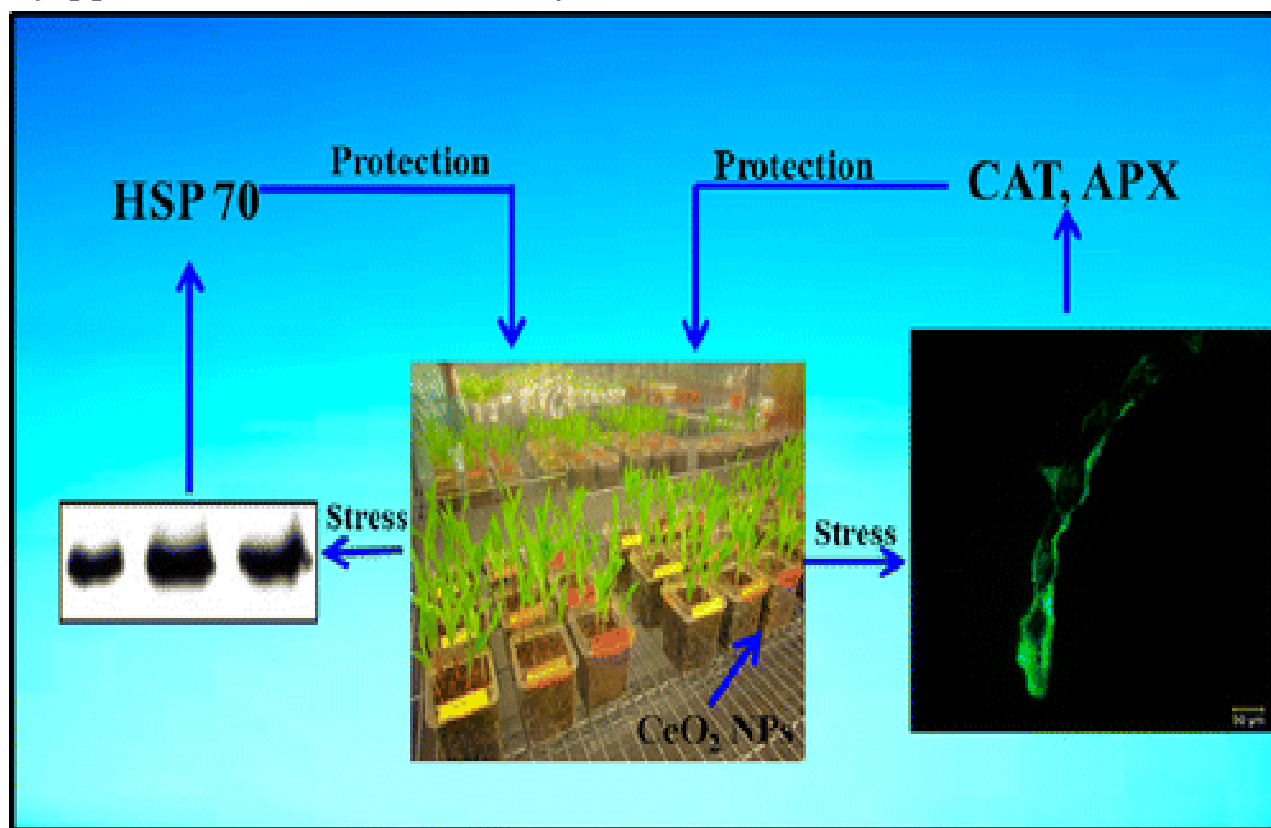 Protection
Protection
HSP 70
CAT, APX
Stress
Stress
CeO₂ NPs